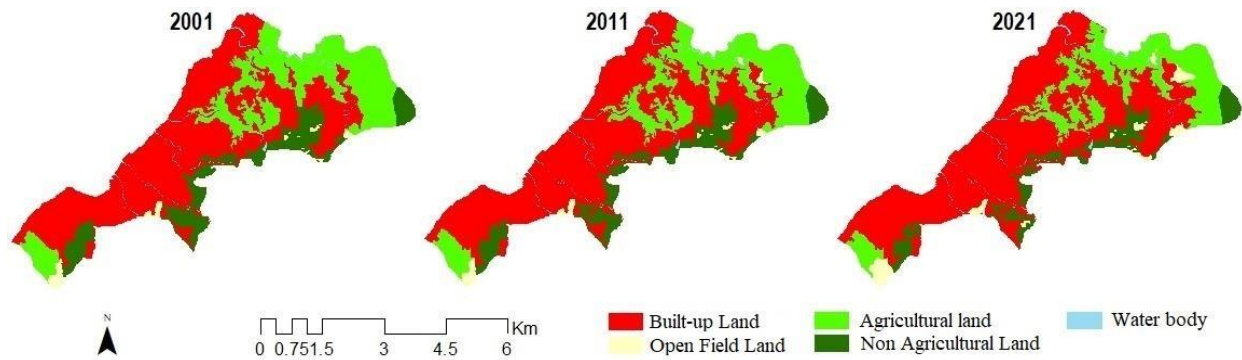 2001 2011 2021
N
Km
0 0.751.5 3 4.5 6
Built-up Land Agricultural land Water body
Open Field Land Non Agricultural Land